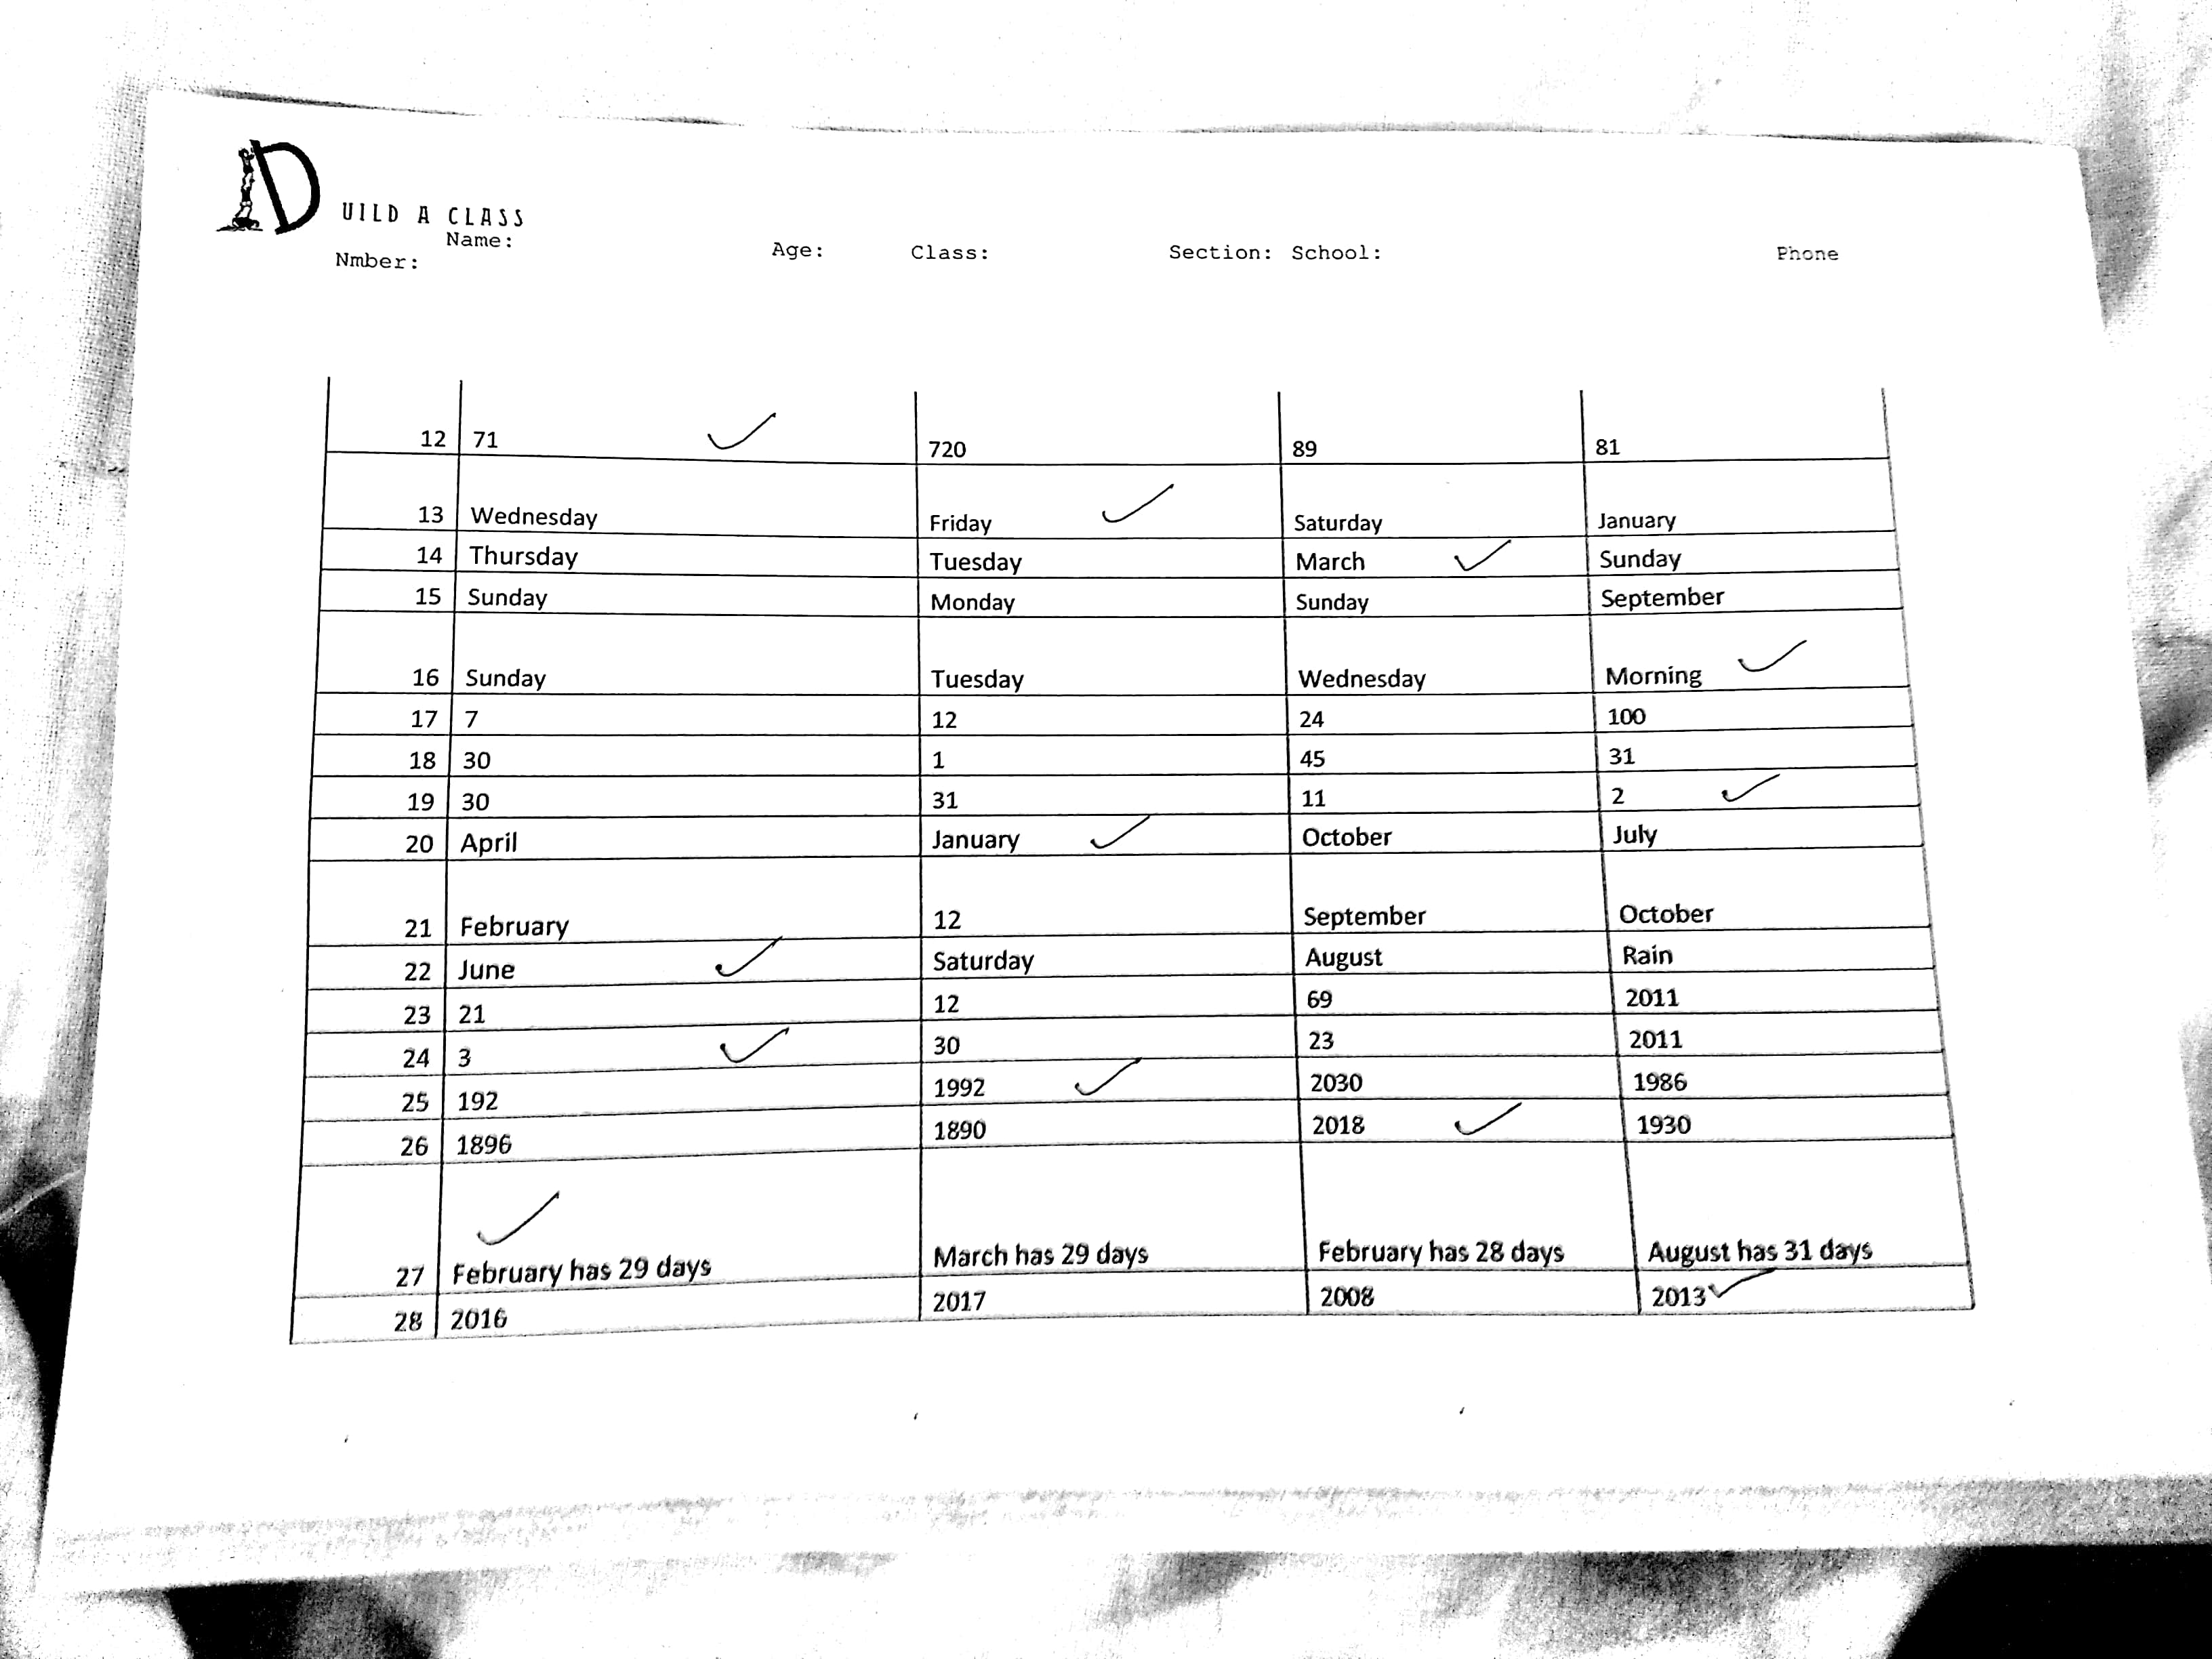 D UILD A CLASS
Name: Age: Class: Section: School: Phone
Nmber:
12 71 ✓ 720 89 81
13 Wednesday Friday ✓ Saturday January
14 Thursday Tuesday March ✓ Sunday
15 Sunday Monday Sunday September
16 Sunday Tuesday Wednesday Morning ✓
17 7 12 24 100
18 30 1 45 31
19 30 31 11 2 ✓
20 April January ✓ October July
21 February 12 September October
22 June ✓ Saturday August Rain
23 21 12 69 2011
24 3 ✓ 30 23 2011
25 192 1992 ✓ 2030 1986
26 1896 1890 2018 ✓ 1930
27 ✓ February has 29 days March has 29 days February has 28 days August has 31 days
28 2016 2017 2008 2013 ✓